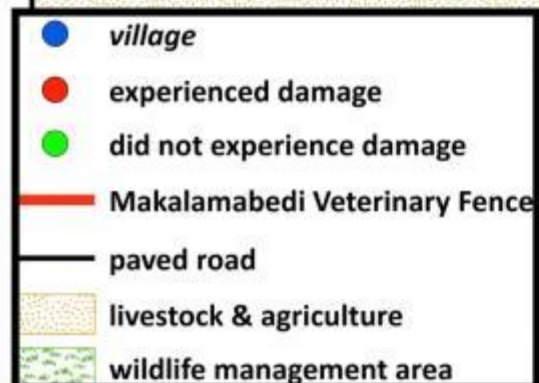 village
experienced damage
did not experience damage
Makalamabedi Veterinary Fence
paved road
livestock & agriculture
wildlife management area